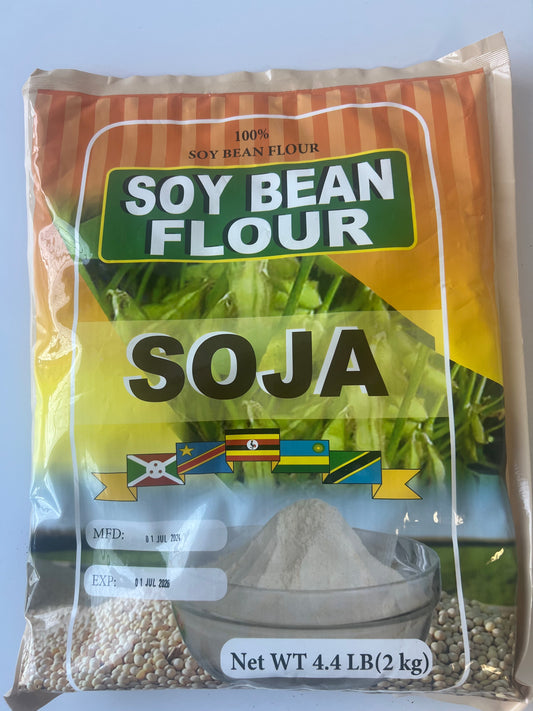 100%
SOY BEAN FLOUR
SOY BEAN
FLOUR
SOJA
MFD: 01 JUL 2024
EXP: 01 JUL 2026
Net WT 4.4 LB(2 kg)